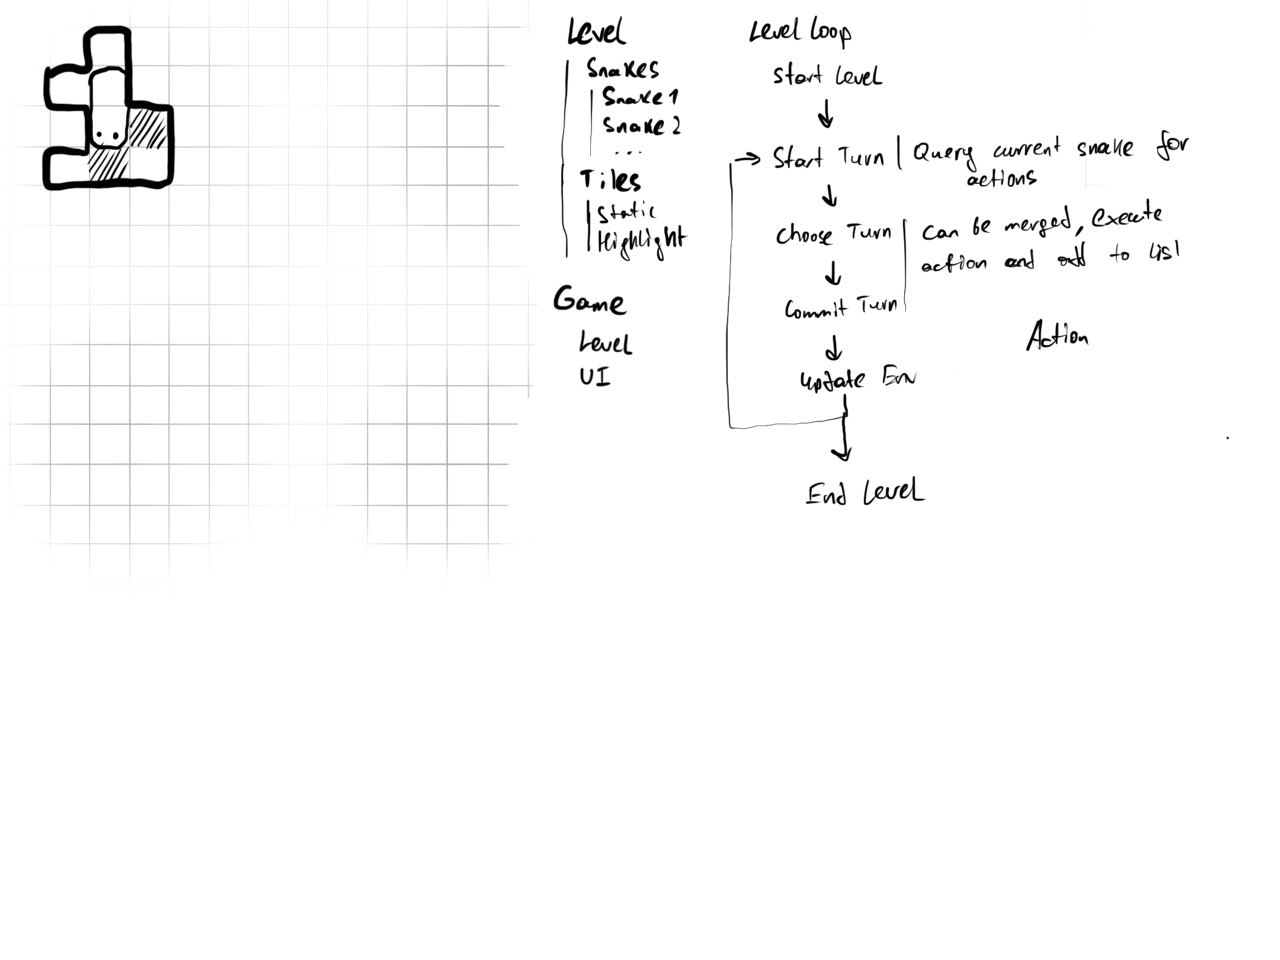 Level
Snakes
Snake 1
Snake 2
...
Tiles
Static
Highlight
Game
Level
UI
Level Loop
Start Level
Start Turn | Query current snake for
actions
Choose Turn | can be merged, execute
action and add to list
Commit Turn
Update Env
End Level
Action